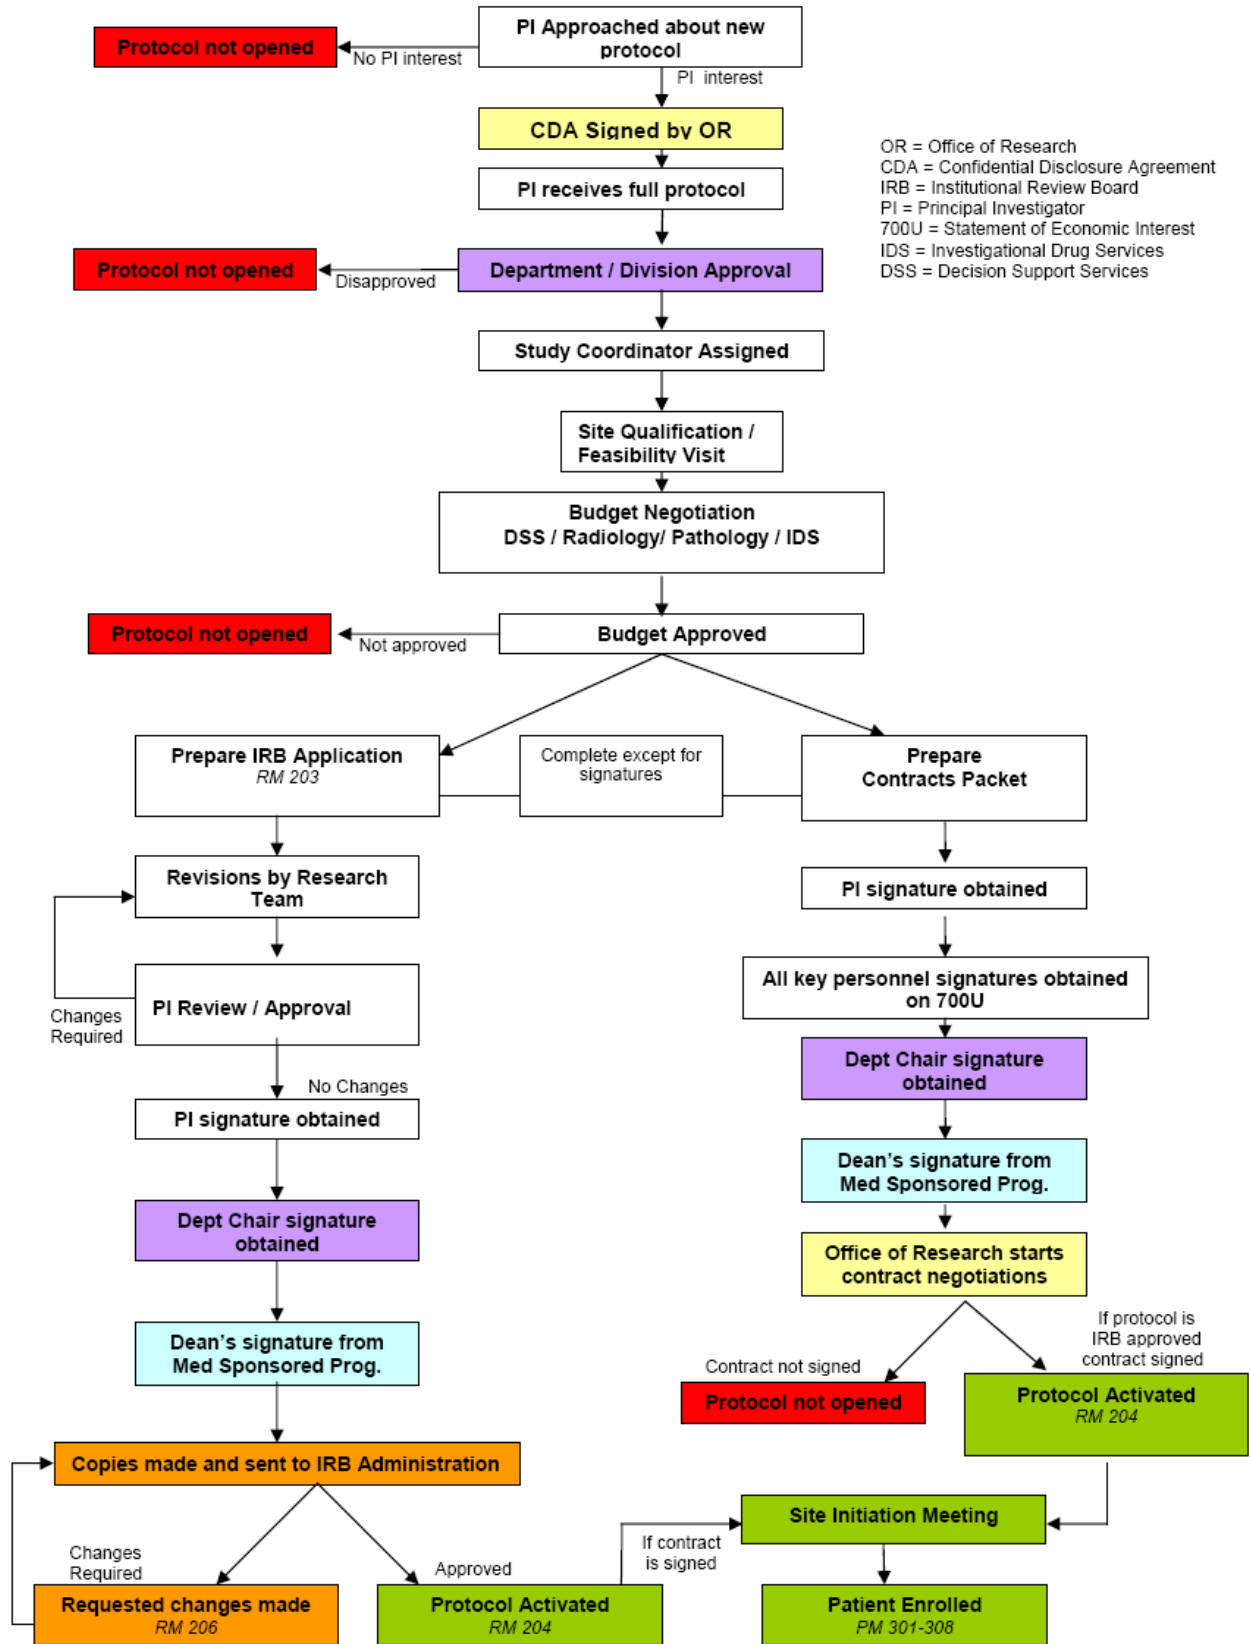 PI Approached about new
protocol
Protocol not opened
No PI interest
PI interest
CDA Signed by OR
OR = Office of Research
CDA = Confidential Disclosure Agreement
IRB = Institutional Review Board
PI = Principal Investigator
700U = Statement of Economic Interest
IDS = Investigational Drug Services
DSS = Decision Support Services
PI receives full protocol
Protocol not opened
Disapproved
Department / Division Approval
Study Coordinator Assigned
Site Qualification /
Feasibility Visit
Budget Negotiation
DSS / Radiology/ Pathology / IDS
Protocol not opened
Not approved
Budget Approved
Prepare IRB Application
RM 203
Complete except for
signatures
Prepare
Contracts Packet
Revisions by Research
Team
PI Review / Approval
Changes
Required
No Changes
PI signature obtained
Dept Chair signature
obtained
Dean's signature from
Med Sponsored Prog.
Copies made and sent to IRB Administration
Changes
Required
Approved
Requested changes made
RM 206
Protocol Activated
RM 204
If contract
is signed
PI signature obtained
All key personnel signatures obtained
on 700U
Dept Chair signature
obtained
Dean's signature from
Med Sponsored Prog.
Office of Research starts
contract negotiations
Contract not signed
If protocol is
IRB approved
contract signed
Protocol not opened
Protocol Activated
RM 204
Site Initiation Meeting
Patient Enrolled
PM 301-308